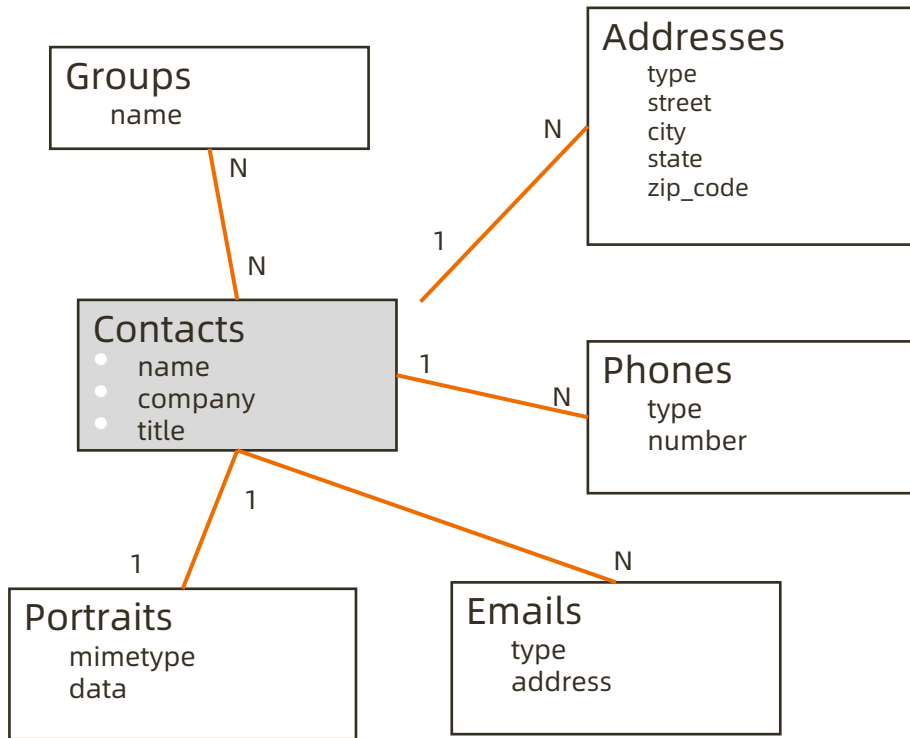 Groups
name
N
N
Addresses
type
street
city
state
zip_code
N
1
Contacts
name
company
title
1
N
Phones
type
number
1
1
N
Portraits
mimetype
data
Emails
type
address